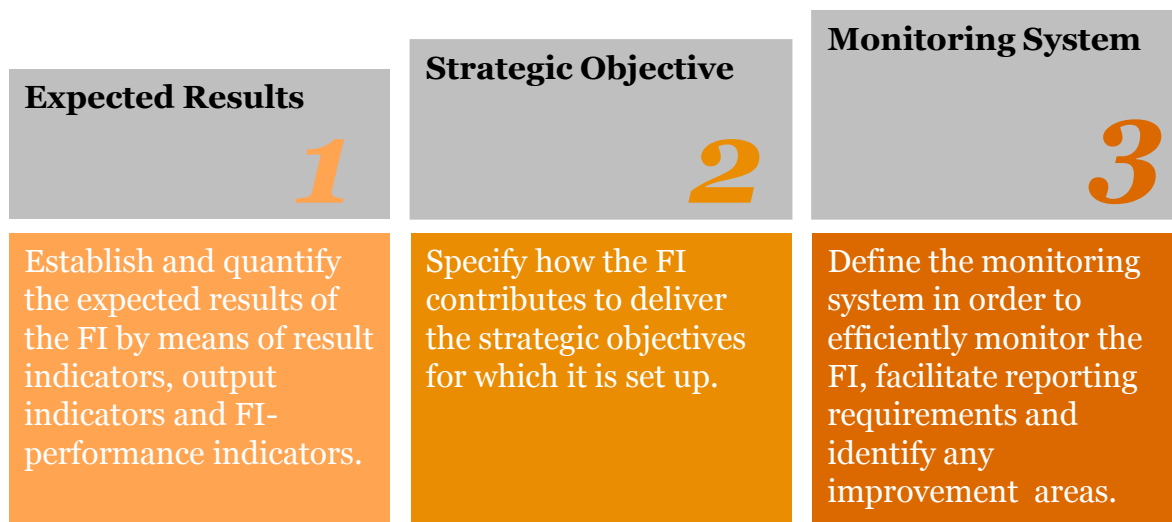 Expected Results
1
Establish and quantify
the expected results of
the FI by means of result
indicators, output
indicators and FI-
performance indicators.
Strategic Objective
2
Specify how the FI
contributes to deliver
the strategic objectives
for which it is set up.
Monitoring System
3
Define the monitoring
system in order to
efficiently monitor the
FI, facilitate reporting
requirements and
identify any
improvement  areas.